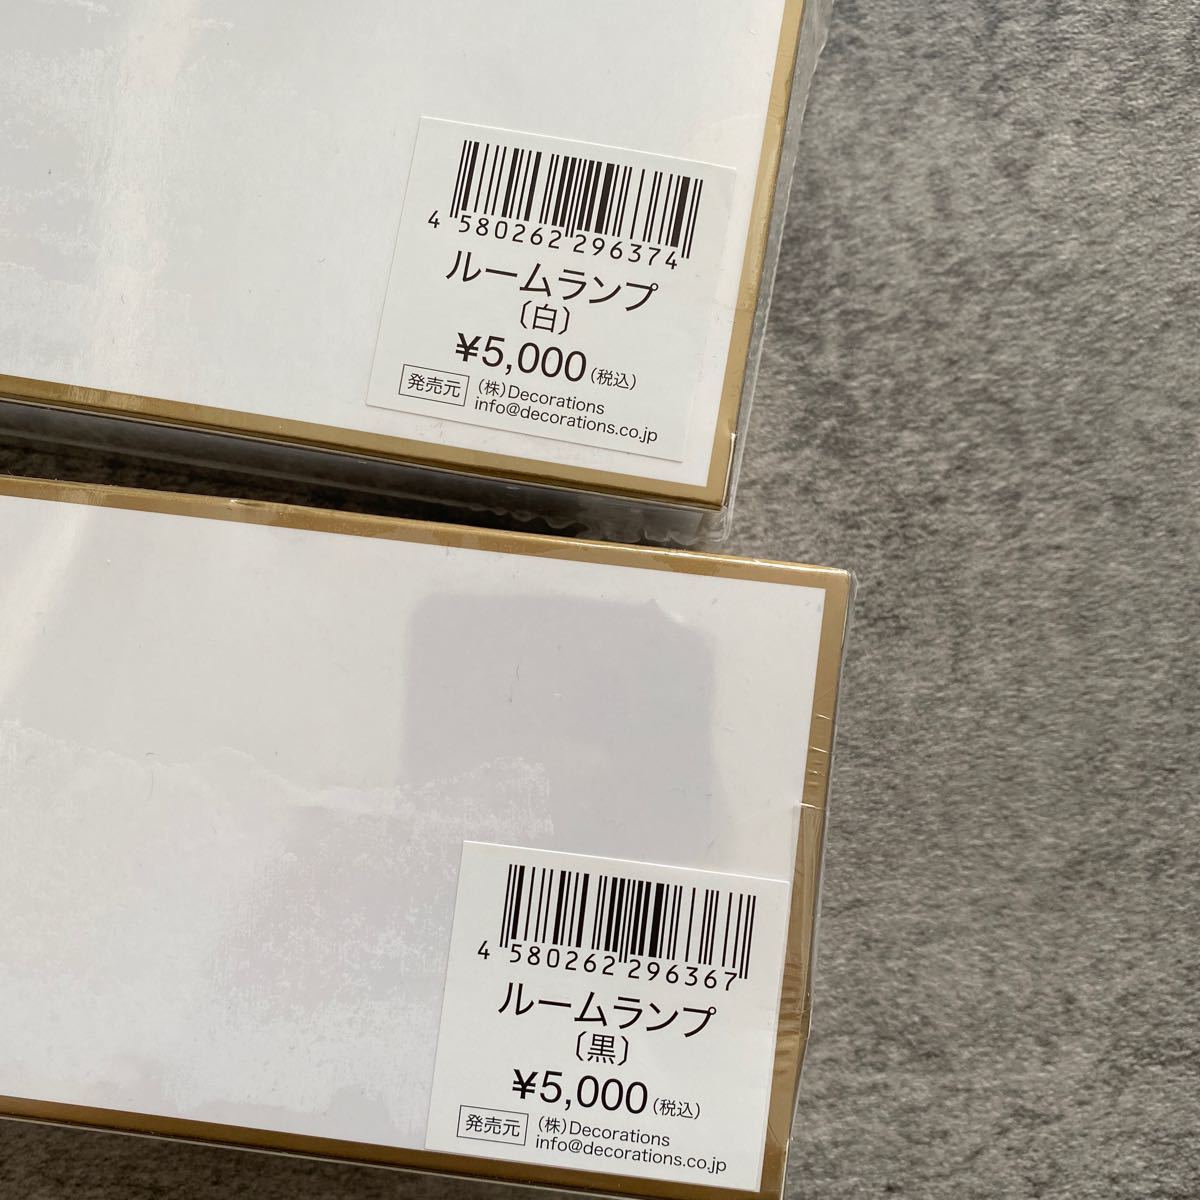 4 580262 296374
ルームランプ
〔白〕
¥5,000(税込)
発売元 (株)Decorations
info@decorations.co.jp
4 580262 296367
ルームランプ
〔黒〕
¥5,000(税込)
発売元 (株)Decorations
info@decorations.co.jp